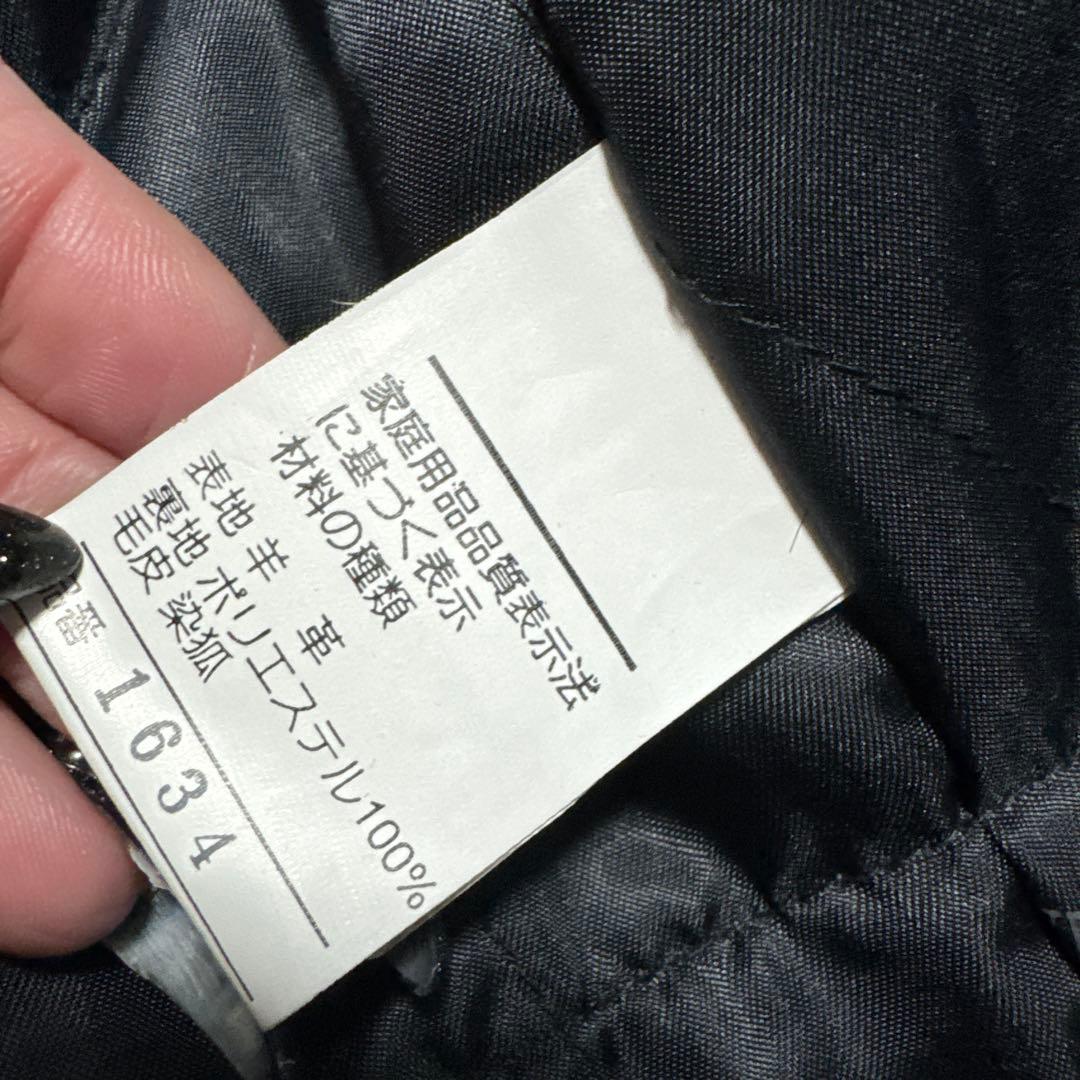 家庭用品品質表示法
に基づく表示
材料の種類
表地 羊 革
裏地 ポリエステル100%
毛皮 染狐
品番 1634